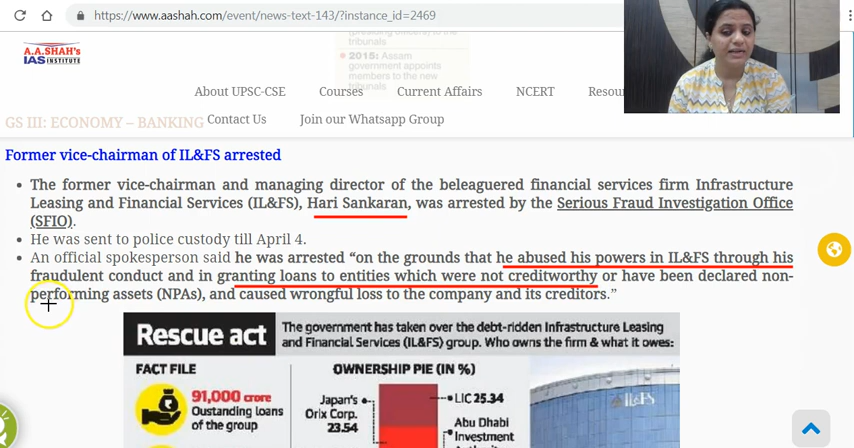 https://www.aashah.com/event/news-text-143/?instance_id=2469
A.A.SHAH's
IAS INSTITUTE
(presiding officers) to the
tribunals
2015: Assam
government appoints
members to the new
tribunals
About UPSC-CSE Courses Current Affairs NCERT Resou
GS III: ECONOMY – BANKING Contact Us Join our Whatsapp Group
Former vice-chairman of IL&FS arrested
• The former vice-chairman and managing director of the beleaguered financial services firm Infrastructure
Leasing and Financial Services (IL&FS), Hari Sankaran, was arrested by the Serious Fraud Investigation Office
(SFIO).
• He was sent to police custody till April 4.
• An official spokesperson said he was arrested “on the grounds that he abused his powers in IL&FS through his
fraudulent conduct and in granting loans to entities which were not creditworthy or have been declared non-
performing assets (NPAs), and caused wrongful loss to the company and its creditors.”
Rescue act
The government has taken over the debt-ridden Infrastructure Leasing
and Financial Services (IL&FS) group. Who owns the firm & what it owes:
FACT FILE
91,000 crore
Oustanding loans
of the group
OWNERSHIP PIE (IN %)
Japan's
Orix Corp.
23.54
LIC 25.34
Abu Dhabi
Investment
IL&FS